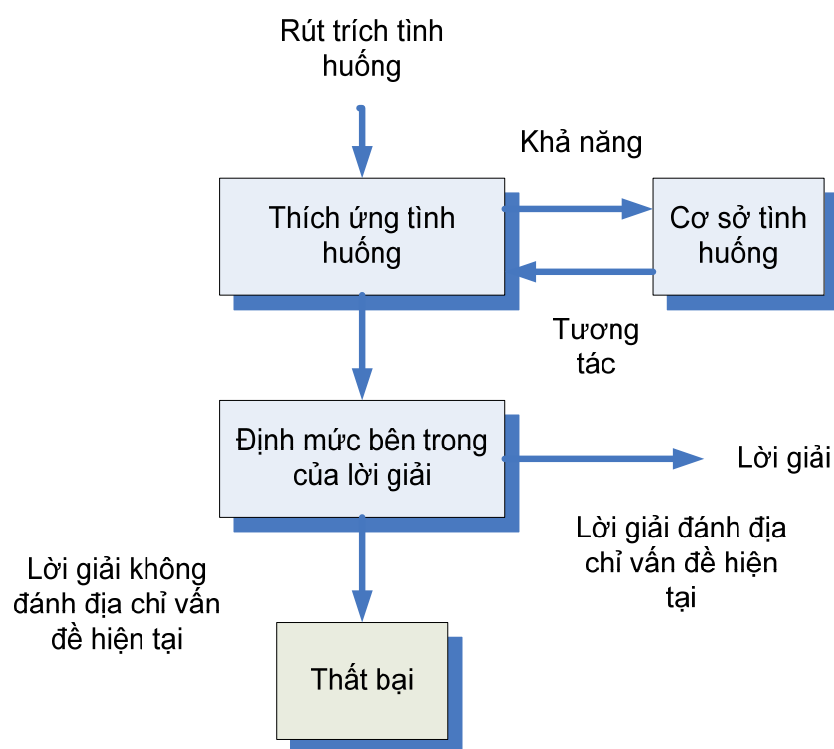 Rút trích tình
huống
Khả năng
Thích ứng tình
huống
Cơ sở tình
huống
Tương
tác
Định mức bên trong
của lời giải
Lời giải
Lời giải đánh địa
chỉ vấn đề hiện
tại
Lời giải không
đánh địa chỉ vấn
đề hiện tại
Thất bại